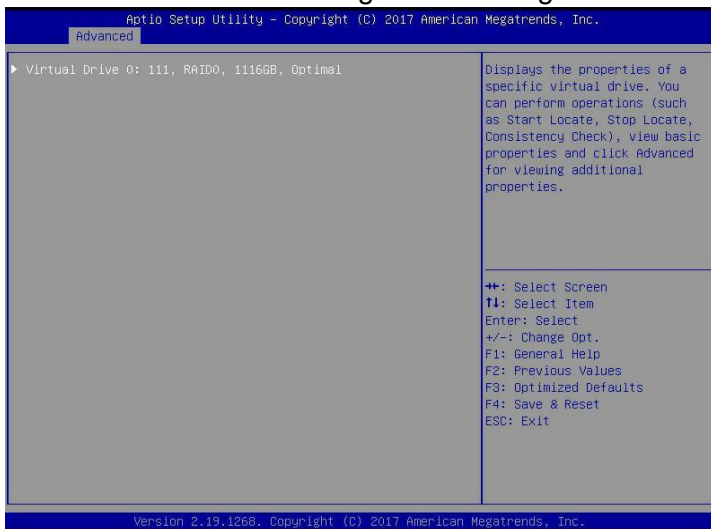 Aptio Setup Utility – Copyright (C) 2017 American Megatrends, Inc.
Advanced
▶ Virtual Drive 0: 111, RAID0, 1116GB, Optimal
Displays the properties of a
specific virtual drive. You
can perform operations (such
as Start Locate, Stop Locate,
Consistency Check), view basic
properties and click Advanced
for viewing additional
properties.
→←: Select Screen
↑↓: Select Item
Enter: Select
+/-: Change Opt.
F1: General Help
F2: Previous Values
F3: Optimized Defaults
F4: Save & Reset
ESC: Exit
Version 2.19.1268. Copyright (C) 2017 American Megatrends, Inc.